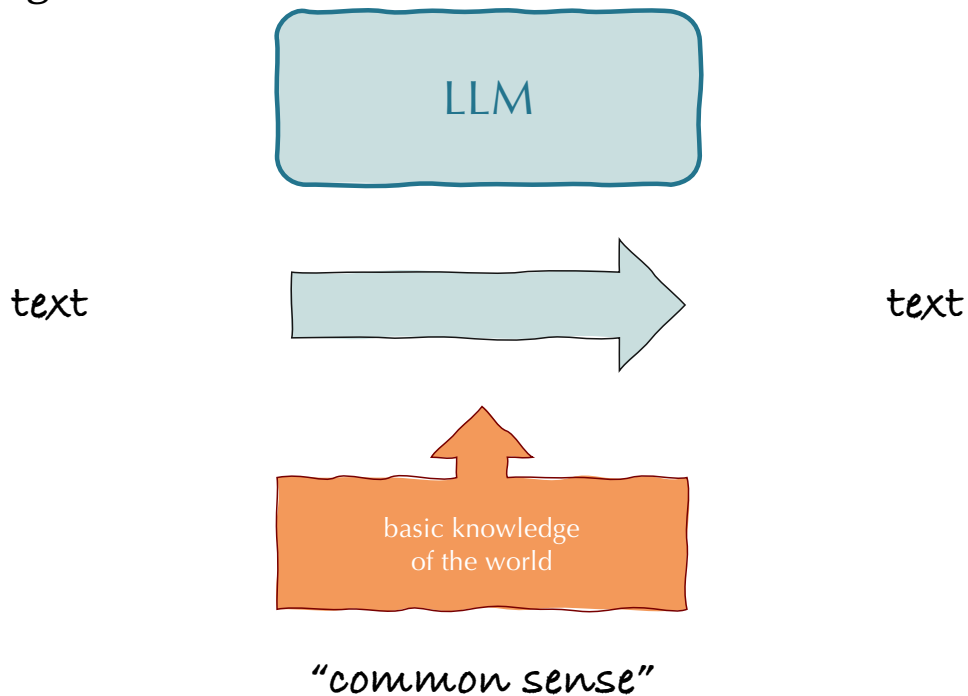 LLM
text
text
basic knowledge
of the world
“common sense”